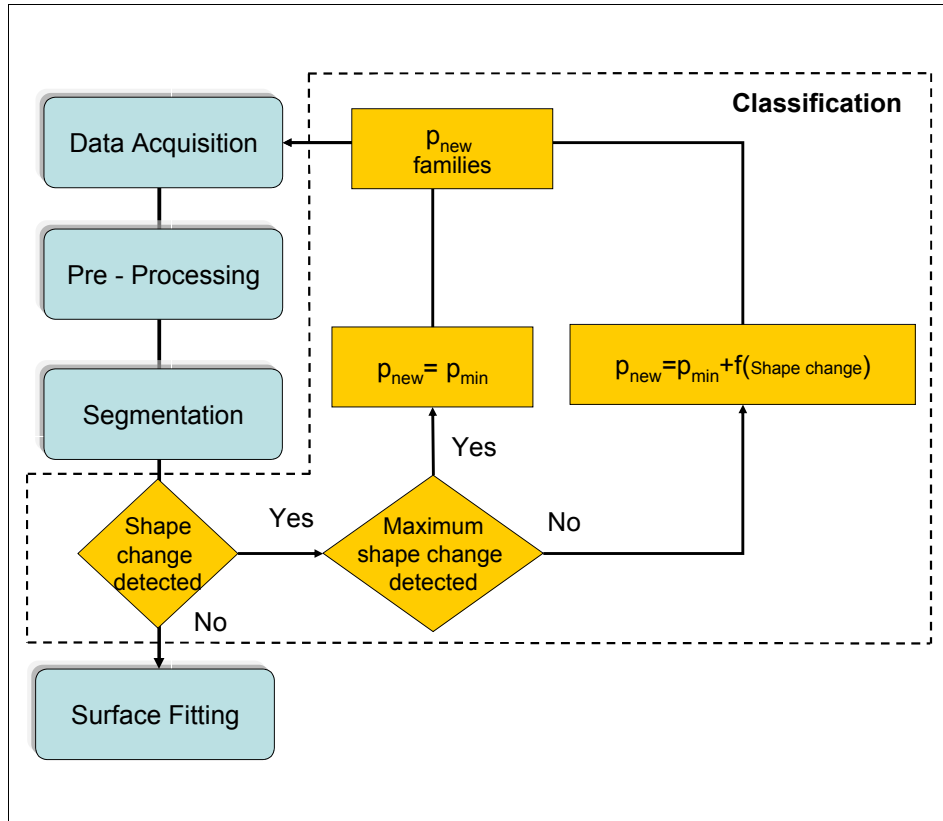 Classification
Data Acquisition
p_new
families
Pre - Processing
p_new= p_min
p_new=p_min+f(Shape change)
Segmentation
Yes
Shape
change
detected
Yes
Maximum
shape change
detected
No
No
Surface Fitting